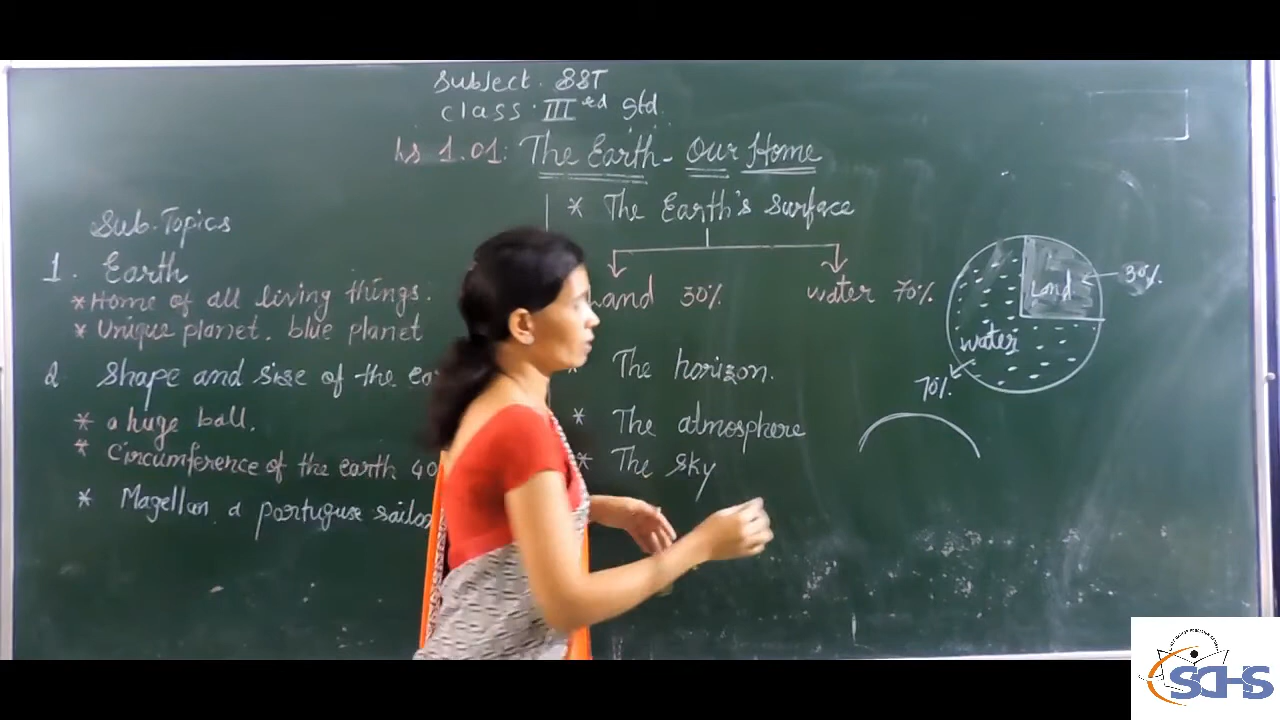 Subject. SST
Class. III rd Std.
Ls 1.01: The Earth - Our Home
Sub-Topics
1. Earth
* Home of all living things.
* Unique planet. blue planet
2 Shape and size of the
* a huge ball.
* Circumference of the earth 40
* Magellan a portuguse sailor
* The Earth's Surface
Land 30%
water 70%
* The horizon.
* The atmosphere
* The sky
Land
30%
water
70%
SCHS